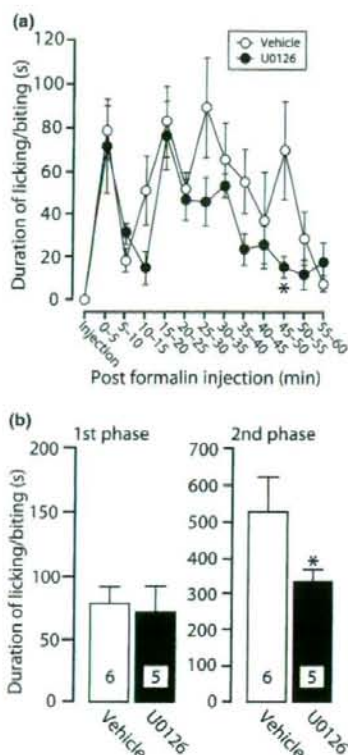 (a)
Vehicle
U0126
Duration of licking/biting (s)
120
100
80
60
40
20
0
*
Injection
0–5
5–10
10–15
15–20
20–25
25–30
30–35
35–40
40–45
45–50
50–55
55–60
Post formalin injection (min)
(b)
1st phase
2nd phase
Duration of licking/biting (s)
200
150
100
50
0
6
5
Vehicle
U0126
700
600
500
400
300
200
100
0
*
6
5
Vehicle
U0126